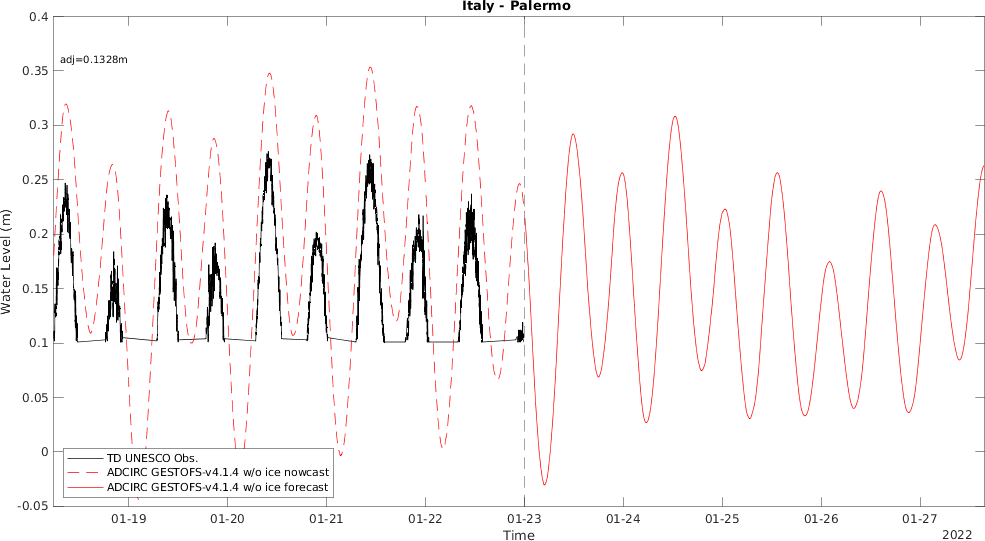 Italy - Palermo
adj=0.1328m
Water Level (m)
0.4
0.35
0.3
0.25
0.2
0.15
0.1
0.05
0
-0.05
TD UNESCO Obs.
ADCIRC GESTOFS-v4.1.4 w/o ice nowcast
ADCIRC GESTOFS-v4.1.4 w/o ice forecast
01-19 01-20 01-21 01-22 01-23 01-24 01-25 01-26 01-27
Time
2022